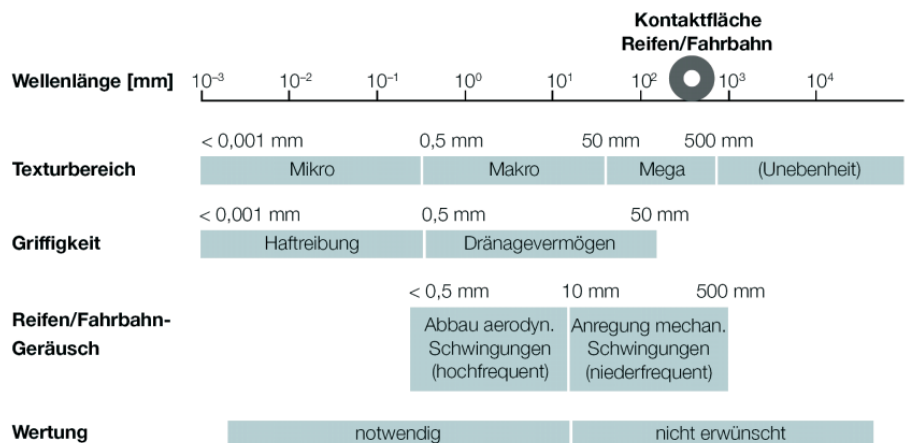 Kontaktfläche
Reifen/Fahrbahn
Wellenlänge [mm] 10⁻³ 10⁻² 10⁻¹ 10⁰ 10¹ 10² 10³ 10⁴
< 0,001 mm 0,5 mm 50 mm 500 mm
Texturbereich Mikro Makro Mega (Unebenheit)
< 0,001 mm 0,5 mm 50 mm
Griffigkeit Haftreibung Dränagevermögen
< 0,5 mm 10 mm 500 mm
Reifen/Fahrbahn-
Geräusch
Abbau aerodyn.
Schwingungen
(hochfrequent)
Anregung mechan.
Schwingungen
(niederfrequent)
Wertung notwendig nicht erwünscht